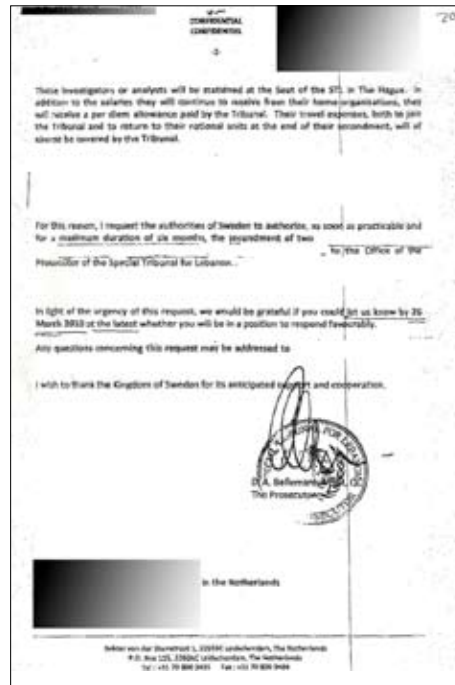 CONFIDENTIAL
CONFIDENTIAL
-2-
These investigators or analysts will be stationed at the Seat of the STL in The Hague. In
addition to the salaries they will continue to receive from their home organisations, they
will receive a per diem allowance paid by the Tribunal. Their travel expenses, both to join
the Tribunal and to return to their national units at the end of their secondment, will of
course be covered by the Tribunal.
For this reason, I request the authorities of Sweden to authorize, as soon as practicable and
for a maximum duration of six months, the secondment of two
to the Office of the
Prosecutor of the Special Tribunal for Lebanon.
In light of the urgency of this request, we would be grateful if you could let us know by 26
March 2010 at the latest whether you will be in a position to respond favourably.
Any questions concerning this request may be addressed to
I wish to thank the Kingdom of Sweden for its anticipated support and cooperation.
D. A. Bellemare
The Prosecutor
in the Netherlands
The Netherlands
P.O. Box 115, The Netherlands